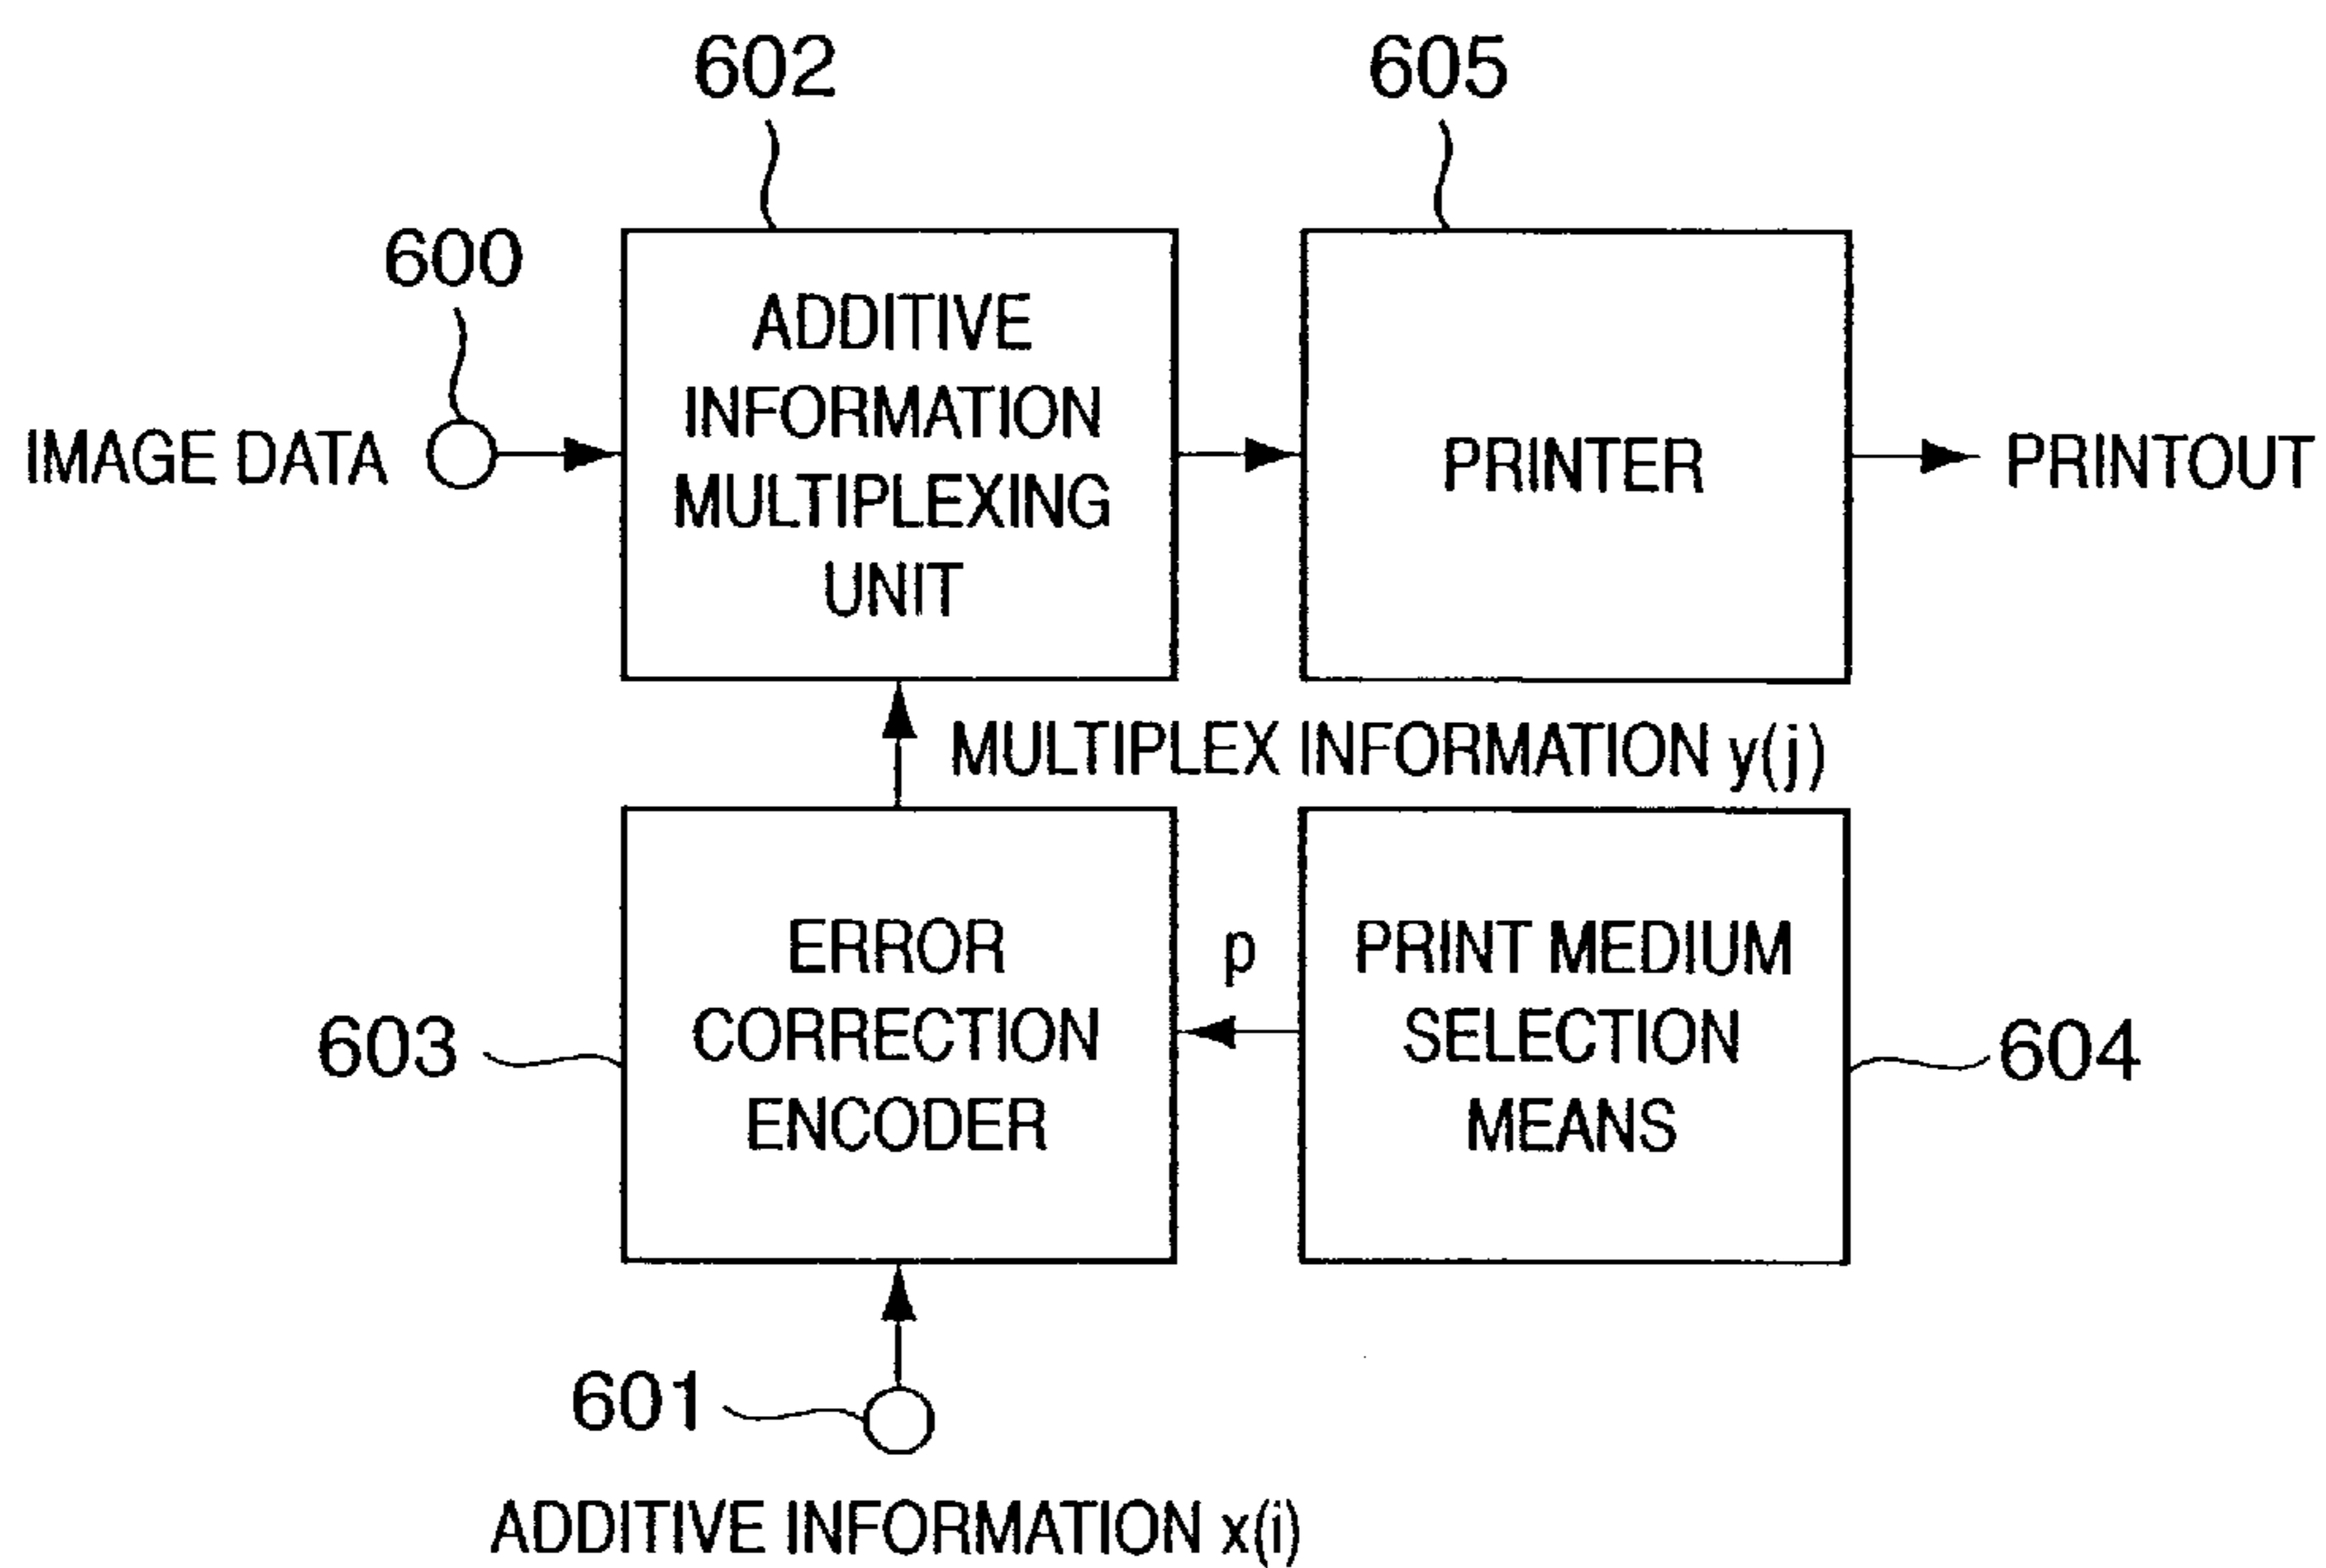 602
605
600
ADDITIVE
INFORMATION
MULTIPLEXING
UNIT
IMAGE DATA
PRINTER
PRINTOUT
MULTIPLEX INFORMATION y(j)
ERROR
CORRECTION
ENCODER
p
PRINT MEDIUM
SELECTION
MEANS
603
604
601
ADDITIVE INFORMATION x(i)